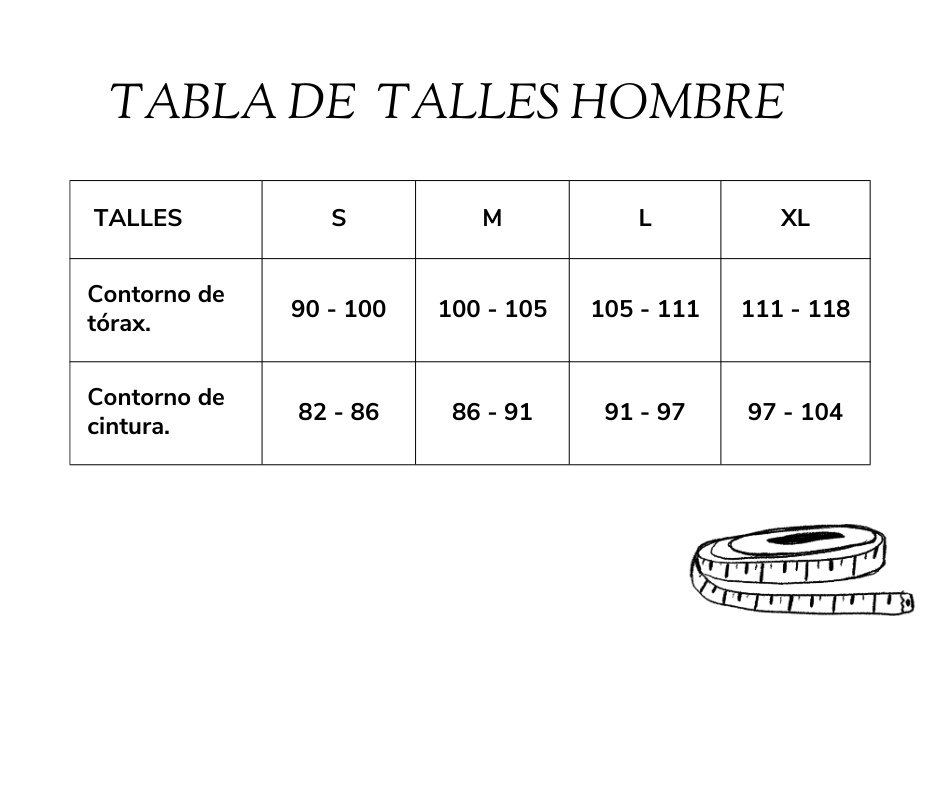 TABLA DE TALLES HOMBRE
TALLES S M L XL
Contorno de
tórax. 90 - 100 100 - 105 105 - 111 111 - 118
Contorno de
cintura. 82 - 86 86 - 91 91 - 97 97 - 104